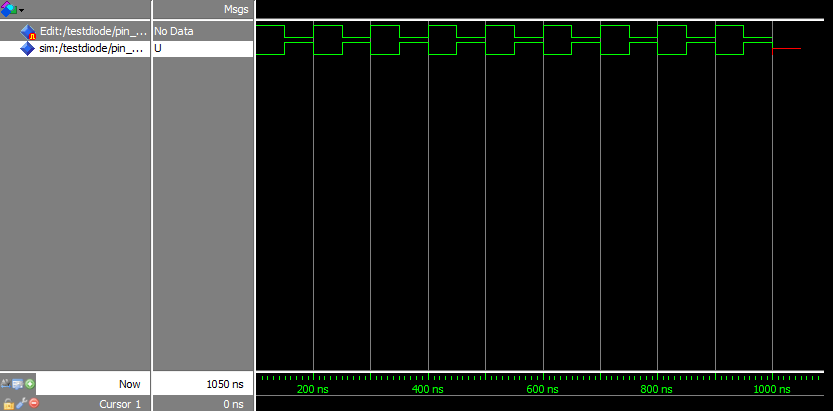 Msgs
Edit:/testdiode/pin_... No Data
sim:/testdiode/pin_... U
Now 1050 ns 200 ns 400 ns 600 ns 800 ns 1000 ns
Cursor 1 0 ns